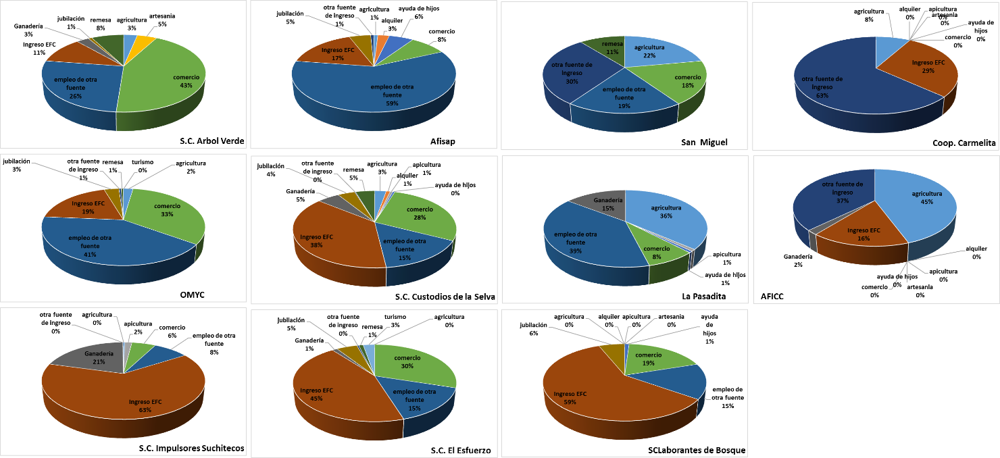 jubilación
1%
remesa
8%
agricultura
3%
artesania
5%
Ganadería
3%
Ingreso EFC
11%
comercio
43%
empleo de otra
fuente
26%
S.C. Arbol Verde
jubilación
5%
otra fuente
de ingreso
1%
agricultura
1%
alquiler
3%
ayuda de hijos
6%
comercio
8%
Ingreso EFC
17%
empleo de otra
fuente
59%
Afisap
remesa
11%
agricultura
22%
otra fuente de
ingreso
30%
comercio
18%
empleo de otra fuente
19%
San Miguel
agricultura
8%
alquiler
0%
apicultura
0%
artesania
0%
ayuda de
hijos
0%
comercio
0%
Ingreso EFC
29%
otra fuente de
ingreso
63%
Coop. Carmelita
jubilación
3%
otra fuente
de ingreso
1%
remesa
1%
turismo
0%
agricultura
2%
Ingreso EFC
19%
comercio
33%
empleo de otra
fuente
41%
OMYC
jubilación
4%
otra fuente
de ingreso
0%
remesa
5%
agricultura
3%
alquiler
1%
apicultura
1%
ayuda de hijos
0%
Ganadería
5%
comercio
28%
Ingreso EFC
38%
empleo de otra
fuente
15%
S.C. Custodios de la Selva
Ganadería
15%
agricultura
36%
empleo de otra
fuente
39%
comercio
8%
apicultura
1%
ayuda de hijos
1%
La Pasadita
otra fuente de
ingreso
37%
agricultura
45%
Ingreso EFC
16%
Ganadería
2%
alquiler
0%
apicultura
0%
ayuda de hijos
0%
comercio
0%
artesania
0%
AFICC
otra fuente
de ingreso
0%
agricultura
0%
apicultura
2%
comercio
6%
empleo de otra
fuente
8%
Ganadería
21%
Ingreso EFC
63%
S.C. Impulsores Suchitecos
jubilación
5%
otra fuente
de ingreso
0%
remesa
1%
turismo
3%
agricultura
0%
Ganadería
1%
comercio
30%
Ingreso EFC
45%
empleo de otra
fuente
15%
S.C. El Esfuerzo
jubilación
6%
agricultura
0%
alquiler
0%
apicultura
0%
artesania
0%
ayuda
de
hijos
1%
comercio
19%
Ingreso EFC
59%
empleo de
otra fuente
15%
SCLaborantes de Bosque